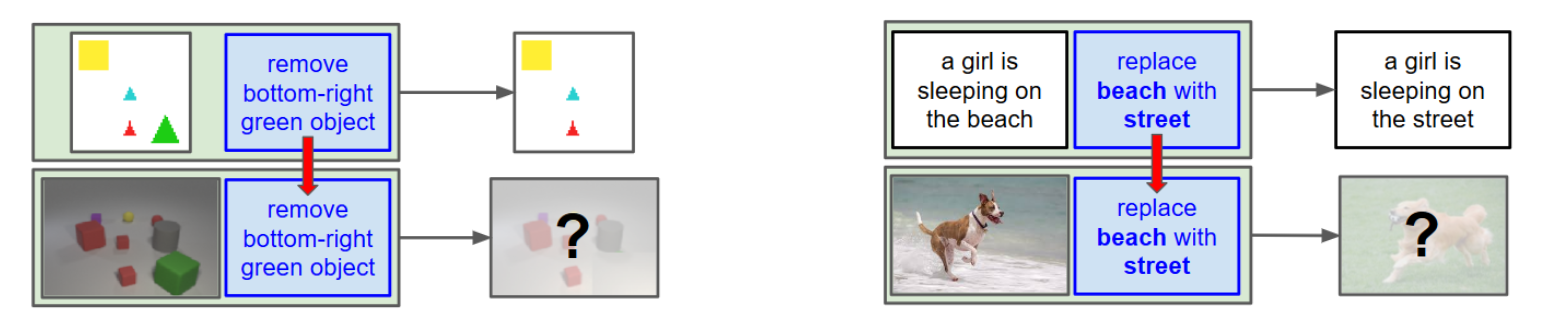 remove
bottom-right
green object
remove
bottom-right
green object
?
a girl is
sleeping on
the beach
replace
beach with
street
a girl is
sleeping on
the street
replace
beach with
street
?